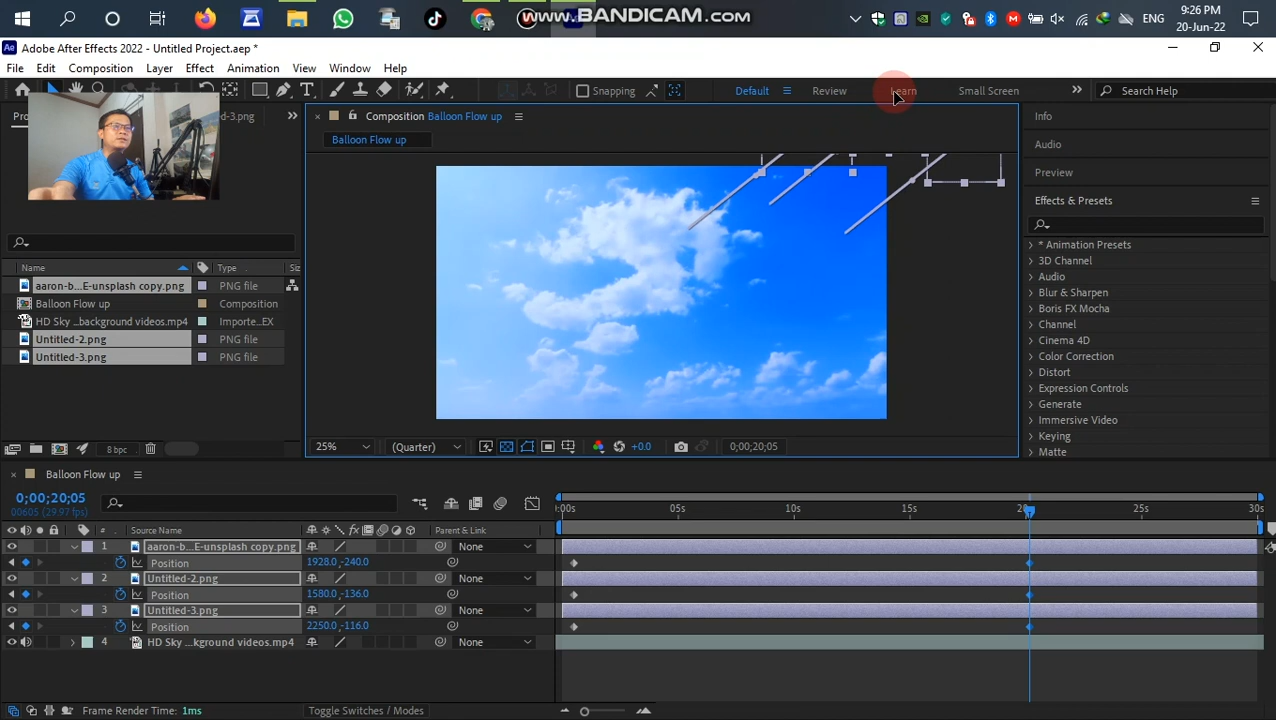 www.BANDICAM.com
ENG
9:26 PM
20-Jun-22
Adobe After Effects 2022 - Untitled Project.aep *
File Edit Composition Layer Effect Animation View Window Help
Snapping
Default
Review
Learn
Small Screen
Search Help
Composition Balloon Flow up
Balloon Flow up
Info
Audio
Preview
Effects & Presets
* Animation Presets
3D Channel
Audio
Blur & Sharpen
Boris FX Mocha
Channel
Cinema 4D
Color Correction
Distort
Expression Controls
Generate
Immersive Video
Keying
Matte
Name Type
aaron-b...E-unsplash copy.png PNG file
Balloon Flow up Composition
HD Sky ...background videos.mp4 Importe...EX
Untitled-2.png PNG file
Untitled-3.png PNG file
8 bpc
25% (Quarter) +0.0 0;00;20;05
Balloon Flow up
0;00;20;05
00605 (29.97 fps)
:00s 05s 10s 15s 25s 30s
# Source Name Parent & Link
1 aaron-b...E-unsplash copy.png None
Position 1928.0,-240.0
2 Untitled-2.png None
Position 1580.0,-136.0
3 Untitled-3.png None
Position 2250.0,-116.0
4 HD Sky ...kground videos.mp4 None
Frame Render Time: 1ms
Toggle Switches / Modes